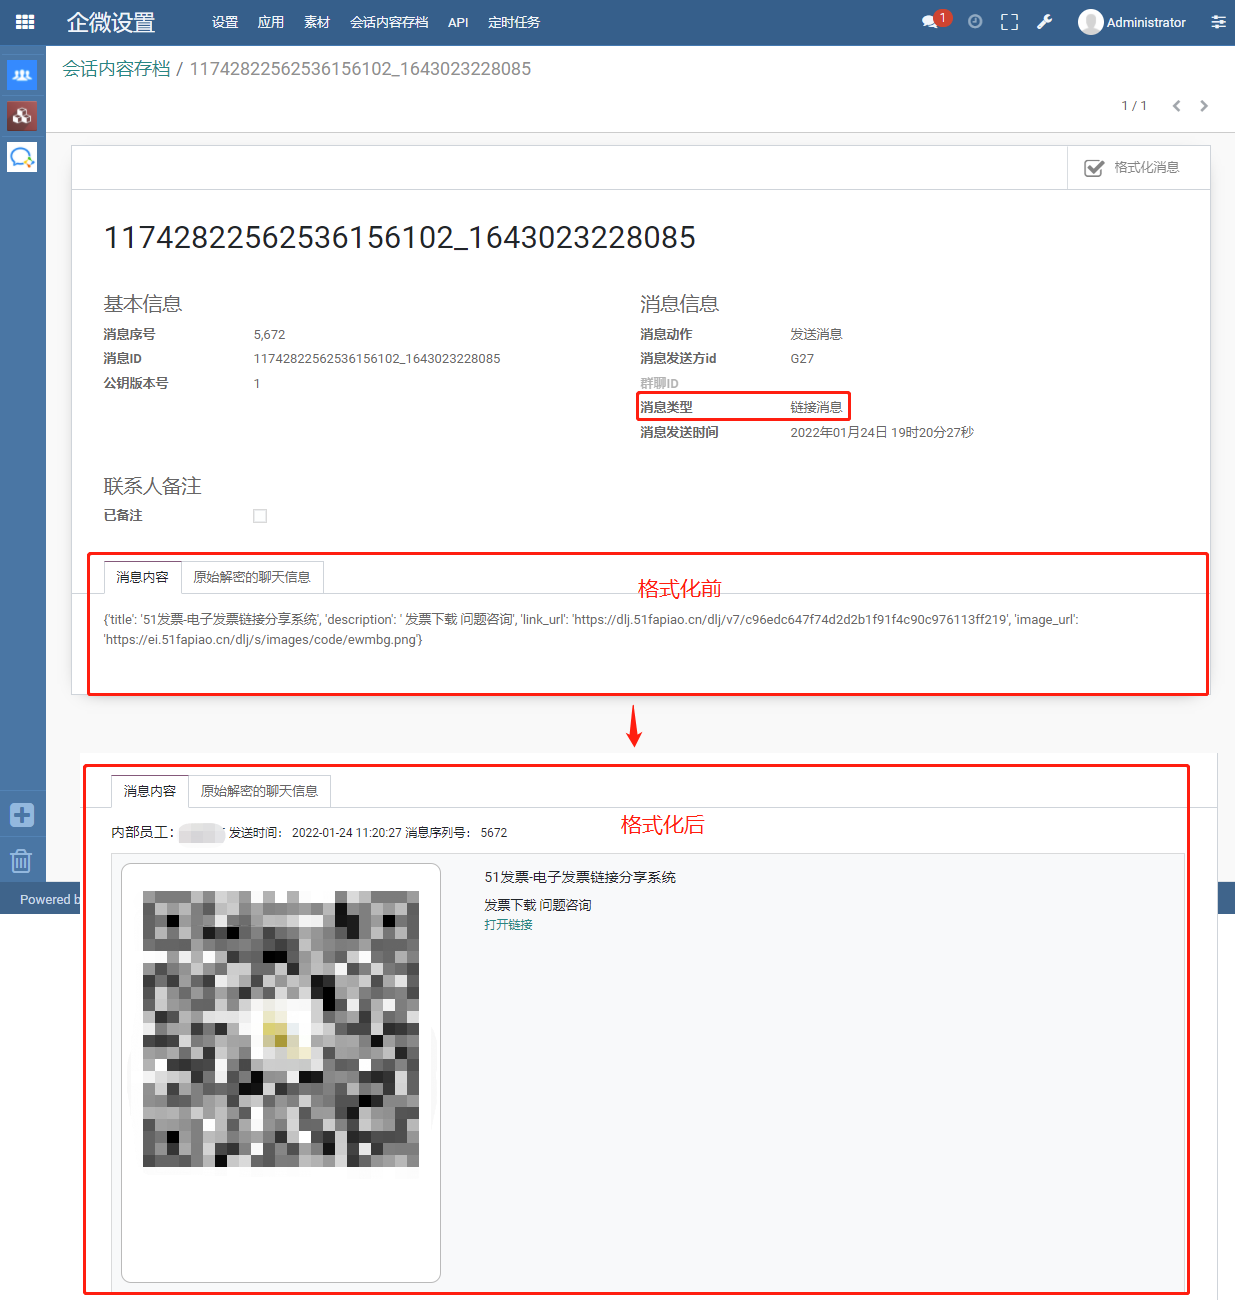 企微设置 设置 应用 素材 会话内容存档 API 定时任务 1 Administrator
会话内容存档 / 11742822562536156102_1643023228085
1 / 1
格式化消息
11742822562536156102_1643023228085
基本信息
消息序号 5,672
消息ID 11742822562536156102_1643023228085
公钥版本号 1
消息信息
消息动作 发送消息
消息发送方id G27
群聊ID
消息类型 链接消息
消息发送时间 2022年01月24日 19时20分27秒
联系人备注
已备注
消息内容 原始解密的聊天信息
格式化前
{'title': '51发票-电子发票链接分享系统', 'description': ' 发票下载 问题咨询', 'link_url': 'https://dlj.51fapiao.cn/dlj/v7/c96edc647f74d2d2b1f91f4c90c976113ff219', 'image_url':
'https://ei.51fapiao.cn/dlj/s/images/code/ewmbg.png'}
消息内容 原始解密的聊天信息
格式化后
内部员工： 发送时间： 2022-01-24 11:20:27 消息序列号： 5672
51发票-电子发票链接分享系统
发票下载 问题咨询
打开链接
Powered b